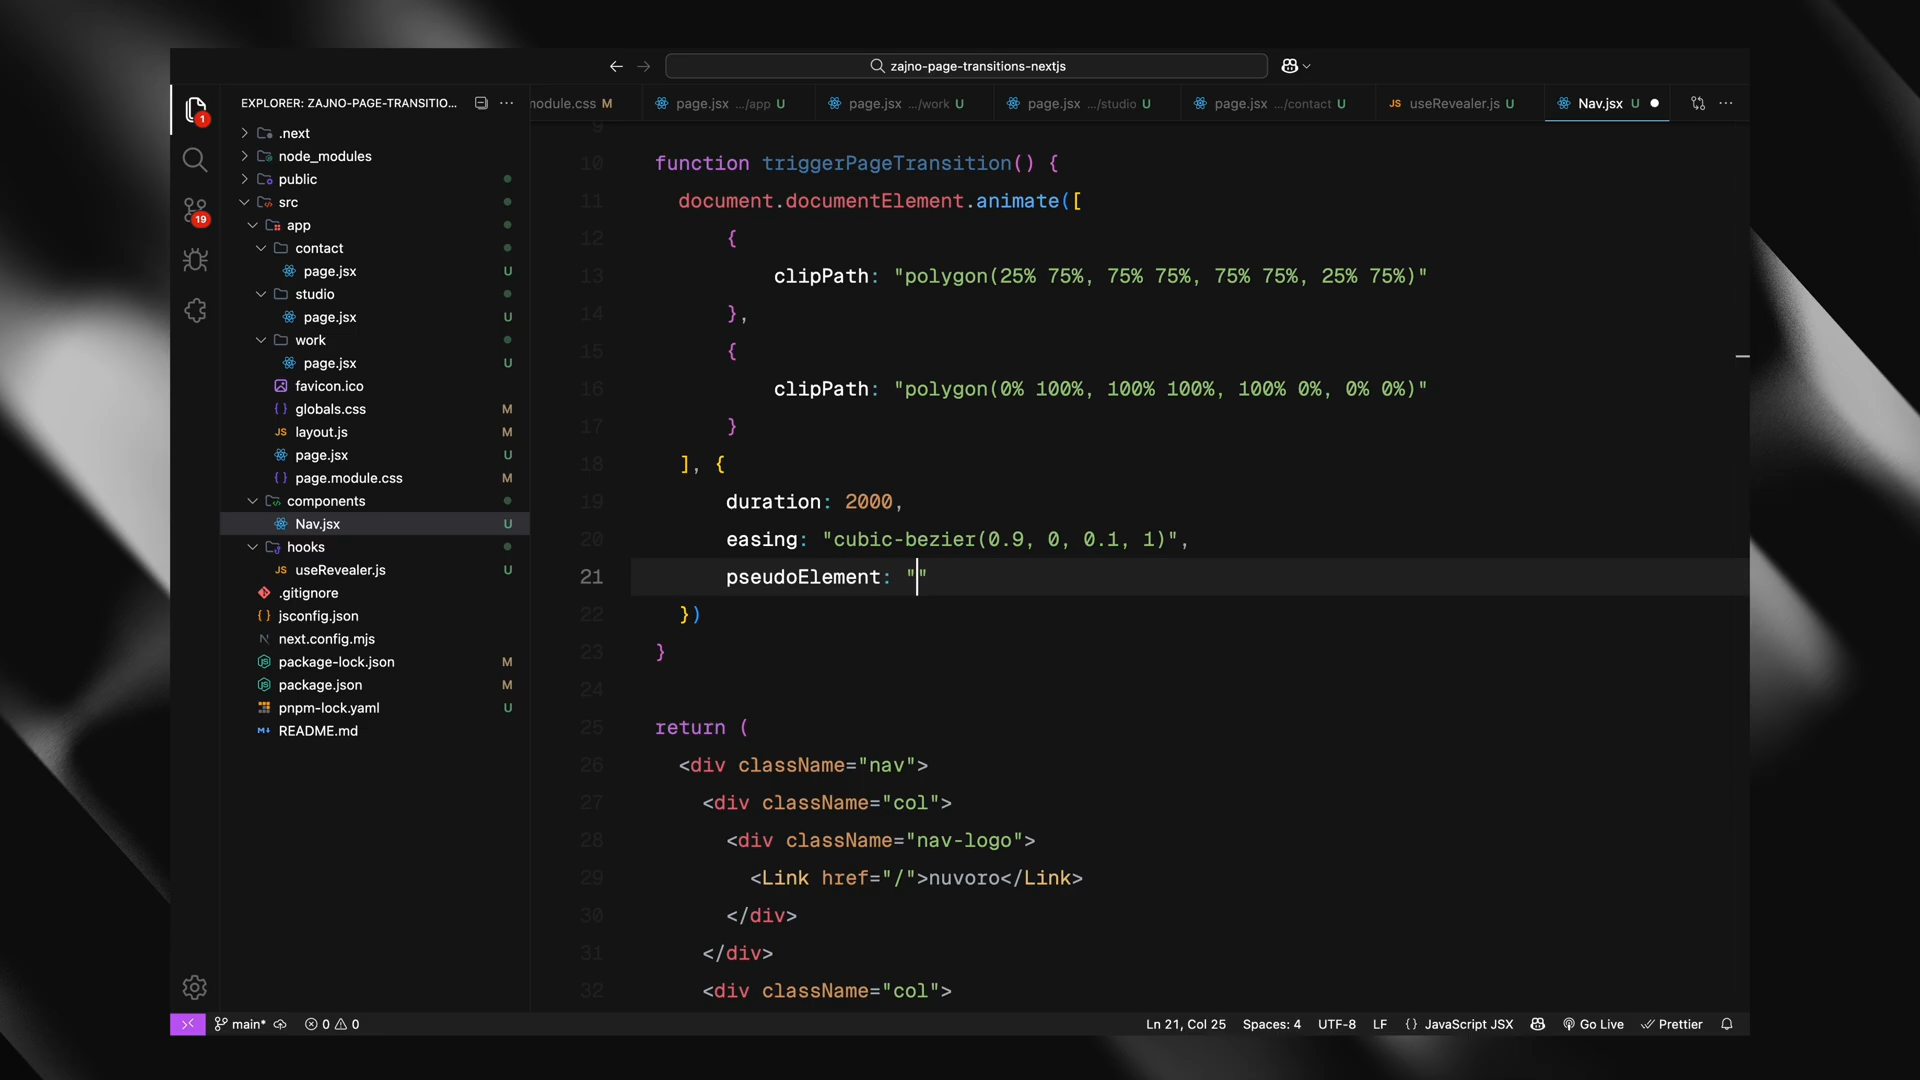 zajno-page-transitions-nextjs
EXPLORER: ZAJNO-PAGE-TRANSITIO...
odule.css M
page.jsx .../app U
page.jsx .../work U
page.jsx .../studio U
page.jsx .../contact U
JS useRevealer.js U
Nav.jsx U
1
19
.next
node_modules
public
src
app
contact
page.jsx U
studio
page.jsx U
work
page.jsx U
favicon.ico
{ } globals.css M
JS layout.js M
page.jsx U
{ } page.module.css M
components
Nav.jsx U
hooks
JS useRevealer.js U
.gitignore
{ } jsconfig.json
N next.config.mjs
package-lock.json M
package.json M
pnpm-lock.yaml U
README.md
9
10 function triggerPageTransition() {
11 document.documentElement.animate([
12 {
13 clipPath: "polygon(25% 75%, 75% 75%, 75% 75%, 25% 75%)"
14 },
15 {
16 clipPath: "polygon(0% 100%, 100% 100%, 100% 0%, 0% 0%)"
17 }
18 ], {
19 duration: 2000,
20 easing: "cubic-bezier(0.9, 0, 0.1, 1)",
21 pseudoElement: ""
22 })
23 }
24
25 return (
26 <div className="nav">
27 <div className="col">
28 <div className="nav-logo">
29 <Link href="/">nuvoro</Link>
30 </div>
31 </div>
32 <div className="col">
main* 0 0 Ln 21, Col 25 Spaces: 4 UTF-8 LF { } JavaScript JSX Go Live Prettier